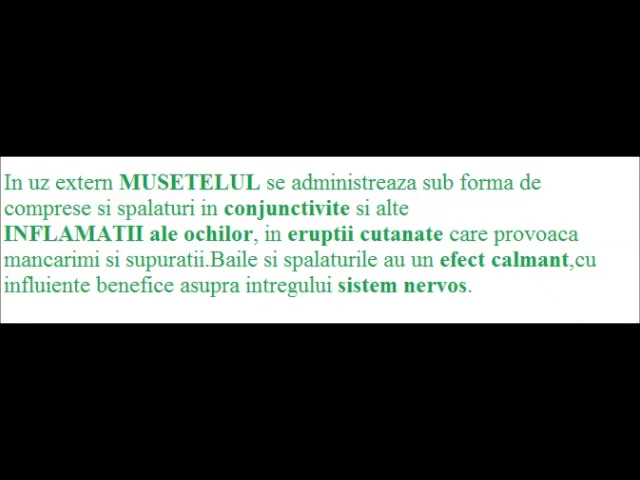 In uz extern MUSETELUL se administreaza sub forma de
comprese si spalaturi in conjunctivite si alte
INFLAMATII ale ochilor, in eruptii cutanate care provoaca
mancarimi si supuratii.Baile si spalaturile au un efect calmant,cu
influiente benefice asupra intregului sistem nervos.